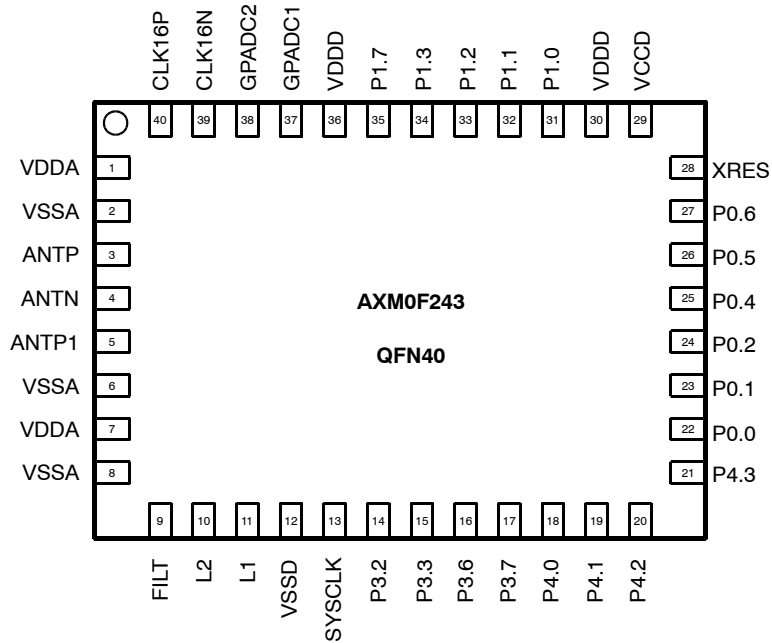 CLK16P
CLK16N
GPADC2
GPADC1
VDDD
P1.7
P1.3
P1.2
P1.1
P1.0
VDDD
VCCD
40
39
38
37
36
35
34
33
32
31
30
29
VDDA 1
28 XRES
VSSA 2
27 P0.6
ANTP 3
26 P0.5
ANTN 4
25 P0.4
AXM0F243
ANTP1 5
24 P0.2
QFN40
VSSA 6
23 P0.1
VDDA 7
22 P0.0
VSSA 8
21 P4.3
9
10
11
12
13
14
15
16
17
18
19
20
FILT
L2
L1
VSSD
SYSCLK
P3.2
P3.3
P3.6
P3.7
P4.0
P4.1
P4.2